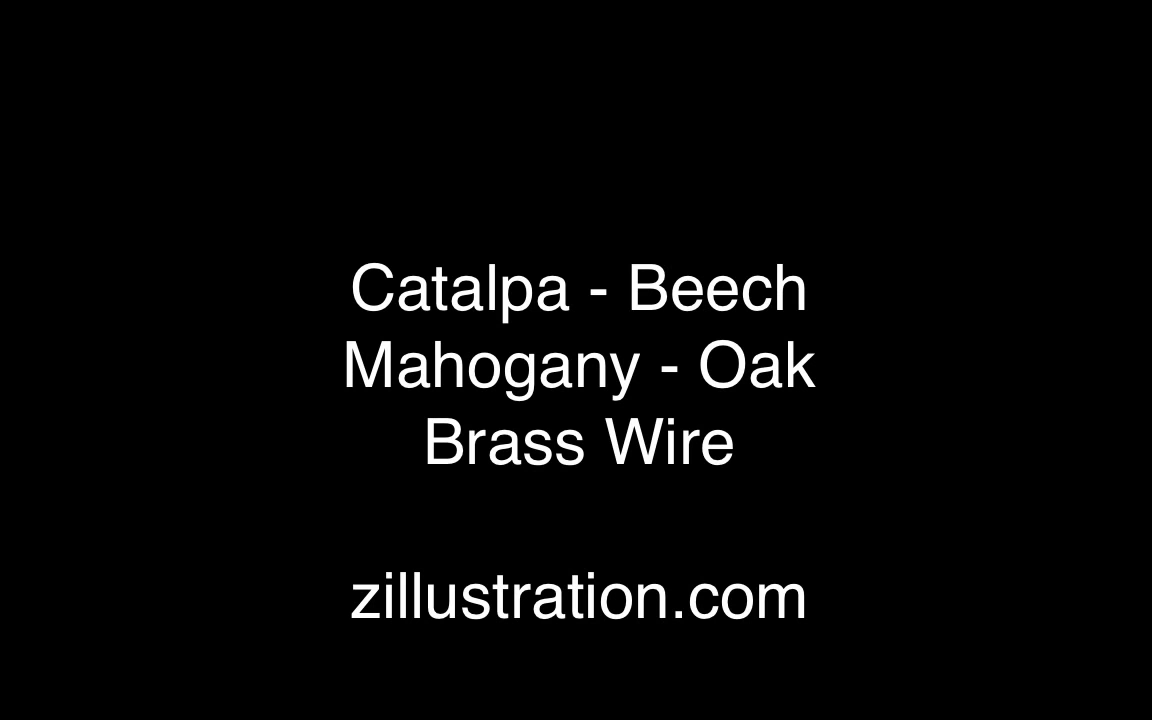 Catalpa - Beech
Mahogany - Oak
Brass Wire
zillustration.com